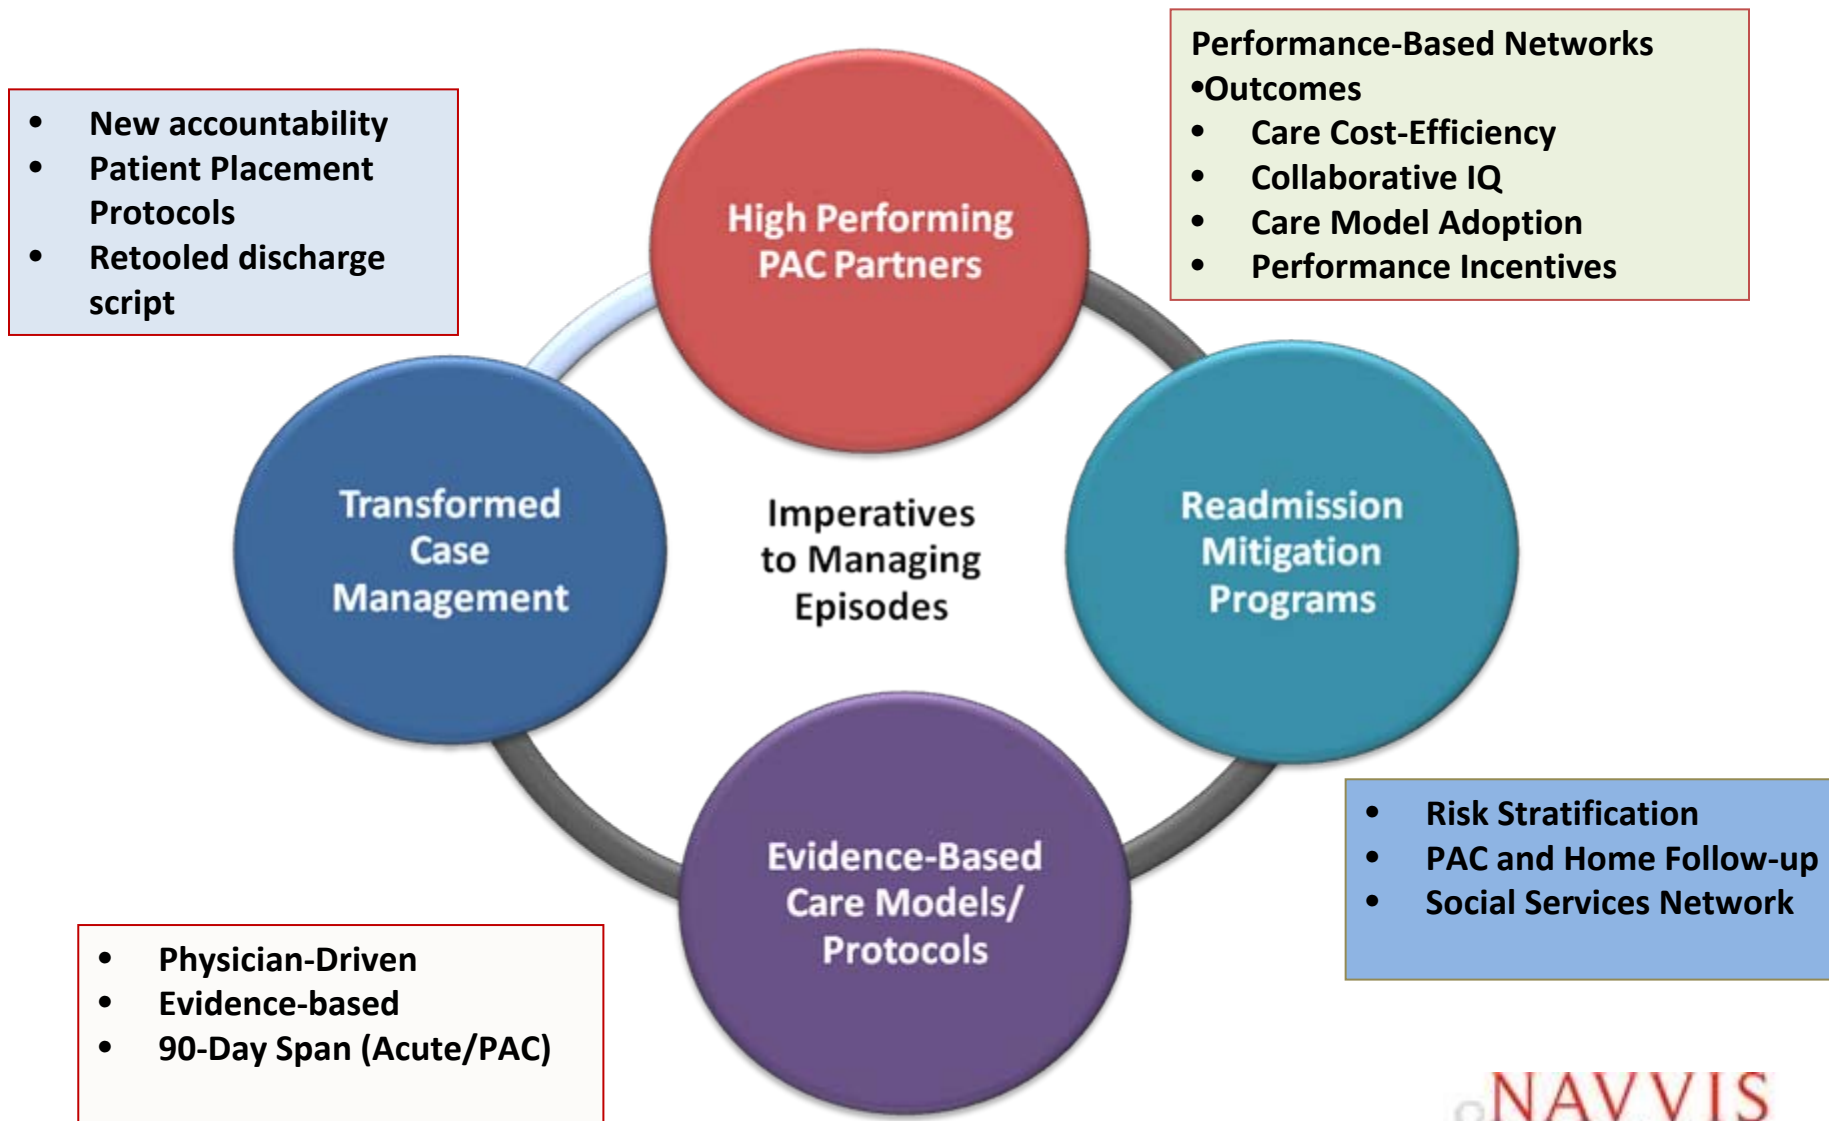 Performance-Based Networks
•Outcomes
• Care Cost-Efficiency
• Collaborative IQ
• Care Model Adoption
• Performance Incentives
• New accountability
• Patient Placement
Protocols
• Retooled discharge
script
High Performing
PAC Partners
Transformed
Case
Management
Imperatives
to Managing
Episodes
Readmission
Mitigation
Programs
Evidence-Based
Care Models/
Protocols
• Risk Stratification
• PAC and Home Follow-up
• Social Services Network
• Physician-Driven
• Evidence-based
• 90-Day Span (Acute/PAC)
NAVVIS